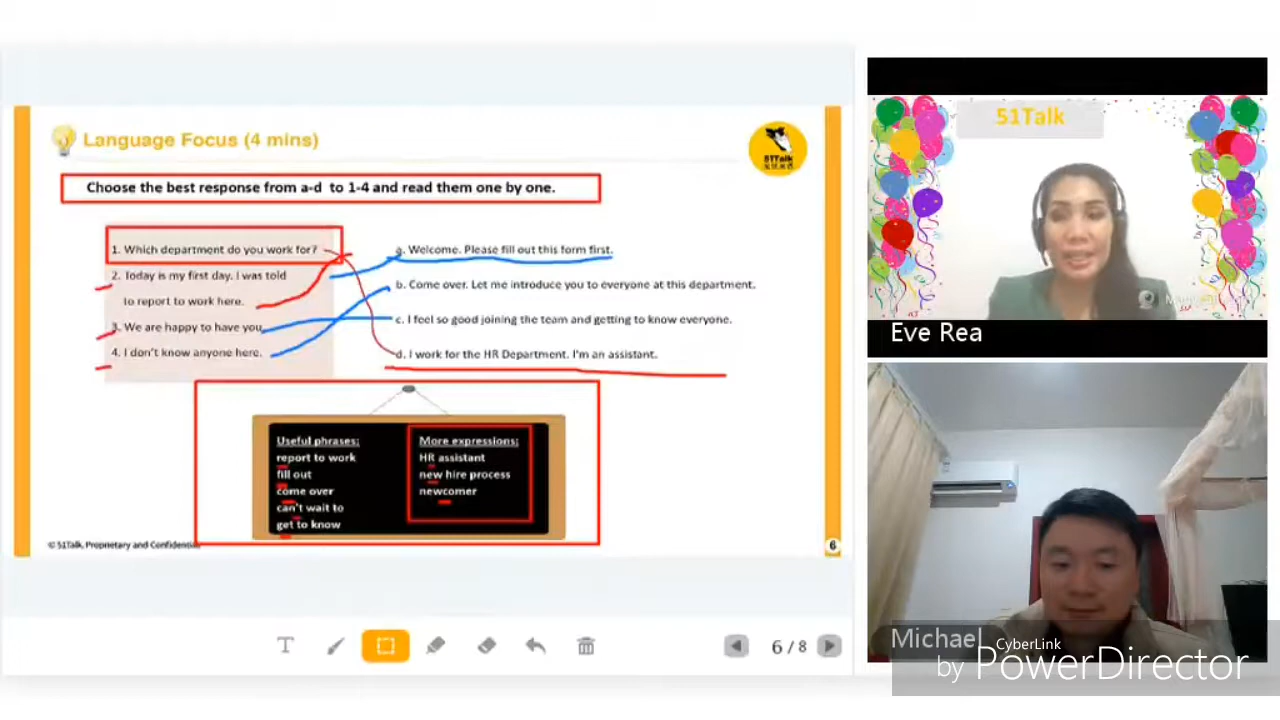 Language Focus (4 mins)
51Talk
Choose the best response from a-d to 1-4 and read them one by one.
1. Which department do you work for?
2. Today is my first day. I was told
to report to work here.
3. We are happy to have you
4. I don't know anyone here.
a. Welcome. Please fill out this form first.
b. Come over. Let me introduce you to everyone at this department.
c. I feel so good joining the team and getting to know everyone.
d. I work for the HR Department. I'm an assistant.
Useful phrases:
report to work
fill out
come over
can't wait to
get to know
More expressions:
HR assistant
new hire process
newcomer
© 51Talk, Proprietary and Confidential
6
T
6 / 8
51Talk
Eve Rea
Michael
CyberLink
by PowerDirector